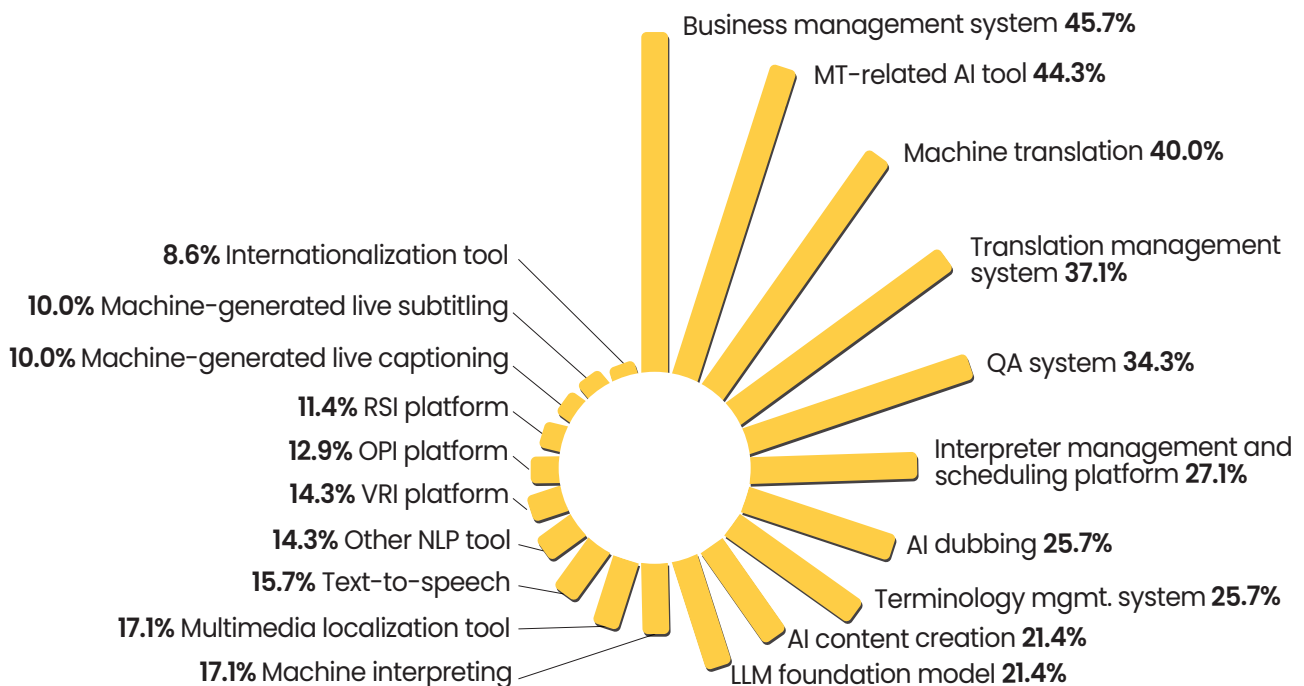 Business management system 45.7%
MT-related AI tool 44.3%
Machine translation 40.0%
Translation management
system 37.1%
QA system 34.3%
Interpreter management and
scheduling platform 27.1%
AI dubbing 25.7%
Terminology mgmt. system 25.7%
AI content creation 21.4%
LLM foundation model 21.4%
17.1% Machine interpreting
17.1% Multimedia localization tool
15.7% Text-to-speech
14.3% Other NLP tool
14.3% VRI platform
12.9% OPI platform
11.4% RSI platform
10.0% Machine-generated live captioning
10.0% Machine-generated live subtitling
8.6% Internationalization tool